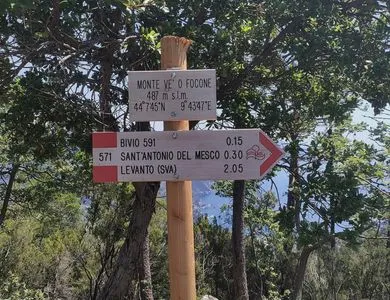 MONTE VE' O FOCONE
487 m s.l.m.
44°7'45"N 9°43'47"E
571
BIVIO 591 0.15
SANT'ANTONIO DEL MESCO 0.30
LEVANTO (SVA) 2.05